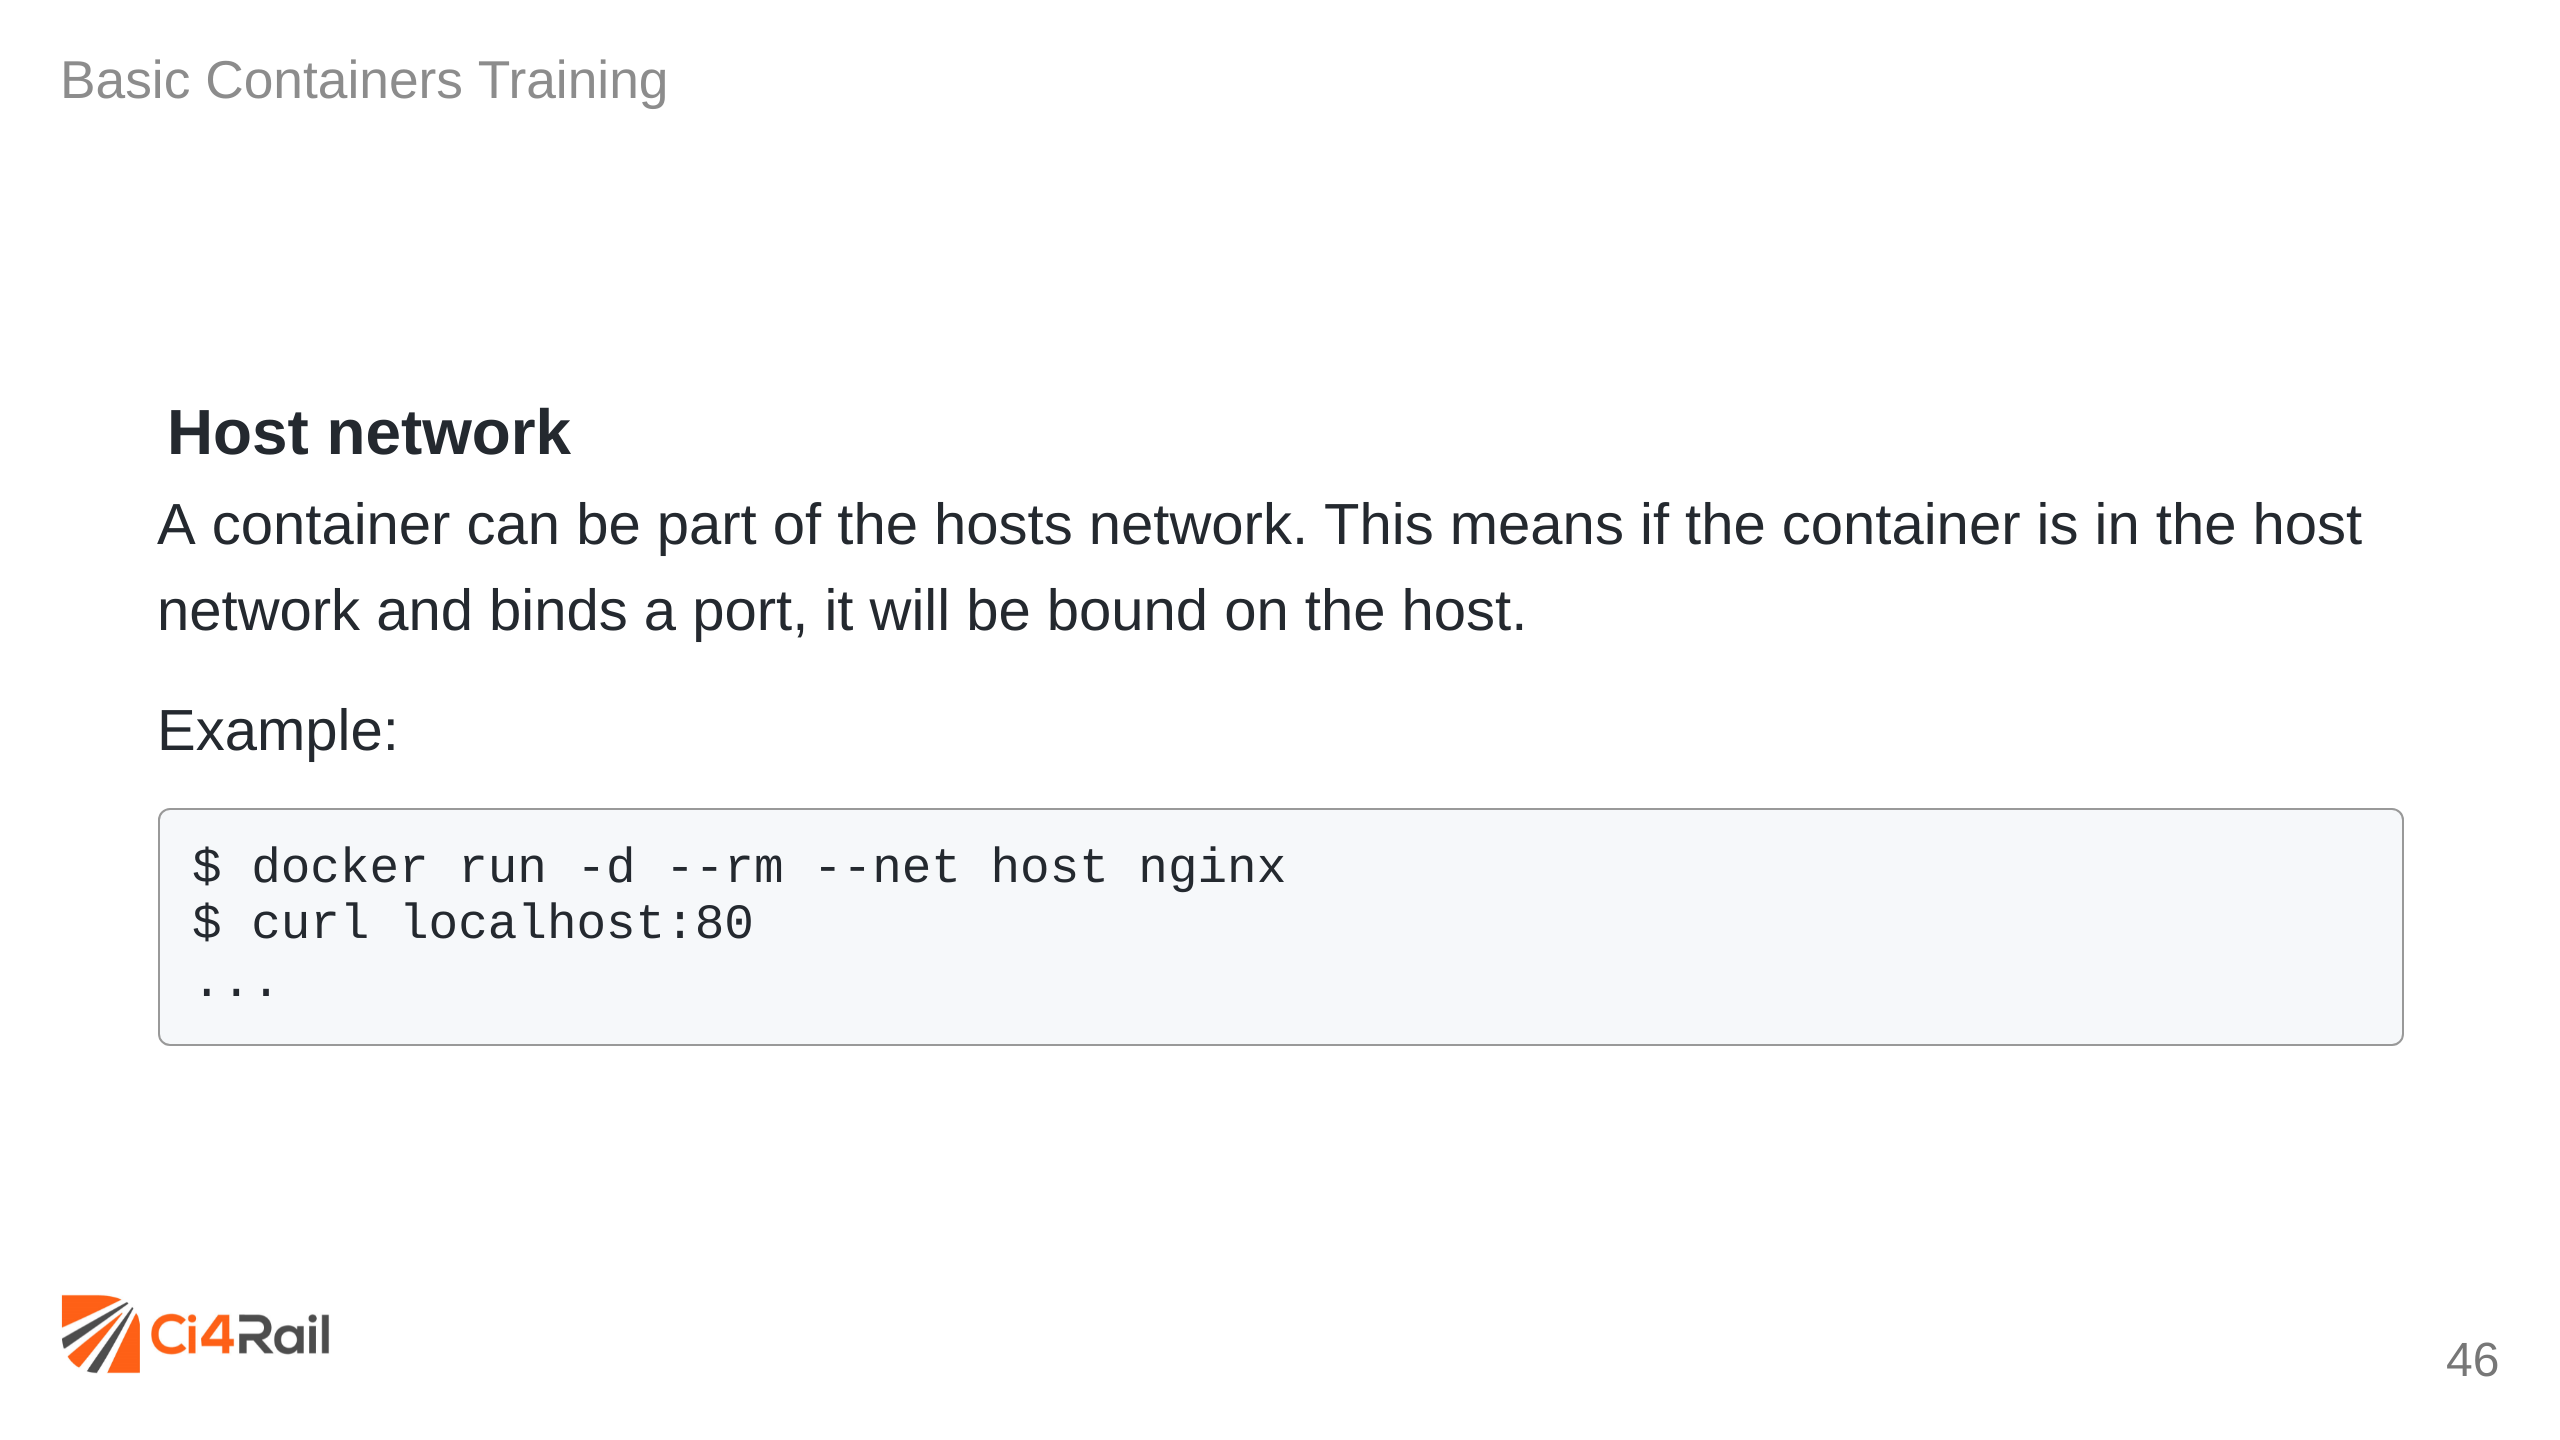 Basic Containers Training
Host network
A container can be part of the hosts network. This means if the container is in the host
network and binds a port, it will be bound on the host.
Example:
$ docker run -d --rm --net host nginx
$ curl localhost:80
...
Ci4Rail
46